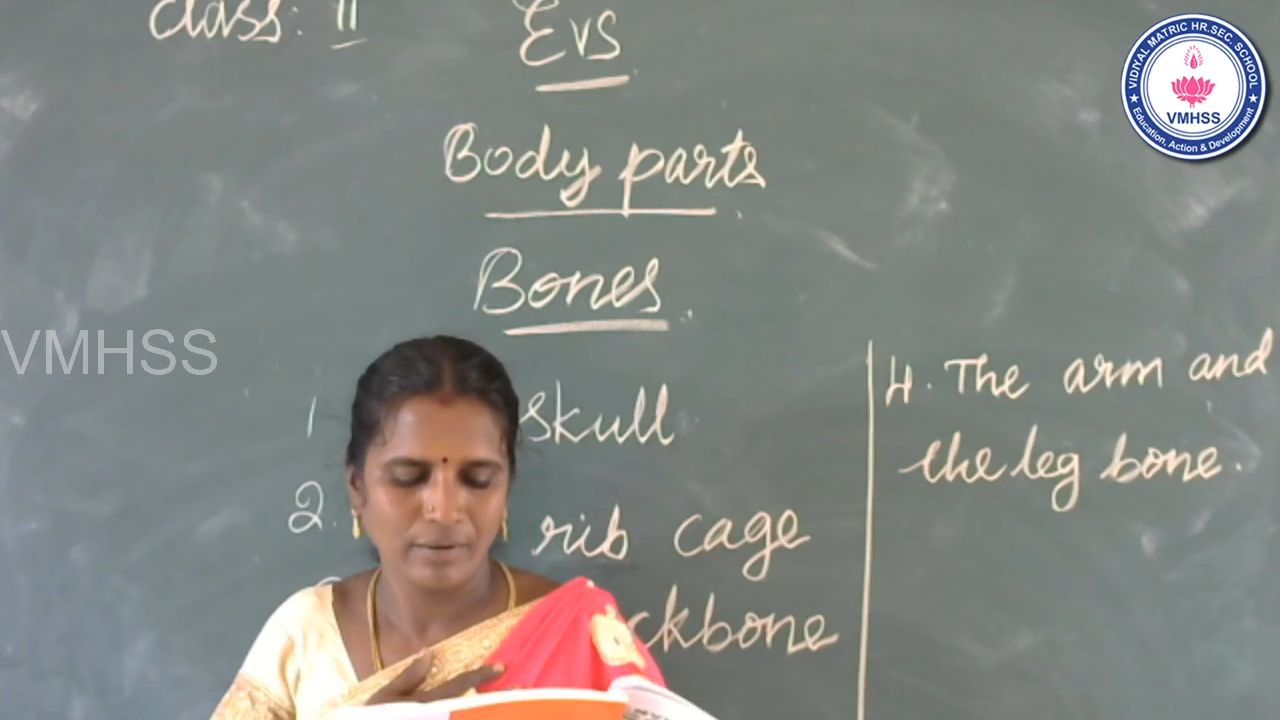 class: II
Evs
Body parts
Bones
1 skull
2. rib cage
ckbone
4. The arm and
the leg bone.
VMHSS
VIDIYAL MATRIC HR.SEC. SCHOOL
VMHSS
Education, Action & Development